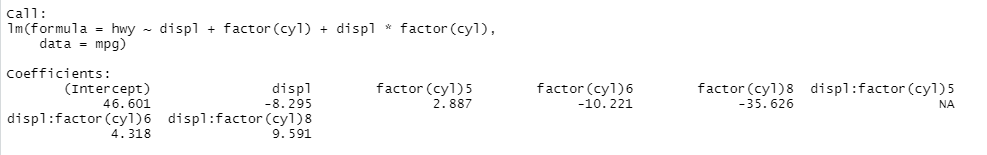 Call:
lm(formula = hwy ~ displ + factor(cyl) + displ * factor(cyl),
    data = mpg)
Coefficients:
(Intercept) displ factor(cyl)5 factor(cyl)6 factor(cyl)8 displ:factor(cyl)5
46.601 -8.295 2.887 -10.221 -35.626 NA
displ:factor(cyl)6 displ:factor(cyl)8
4.318 9.591